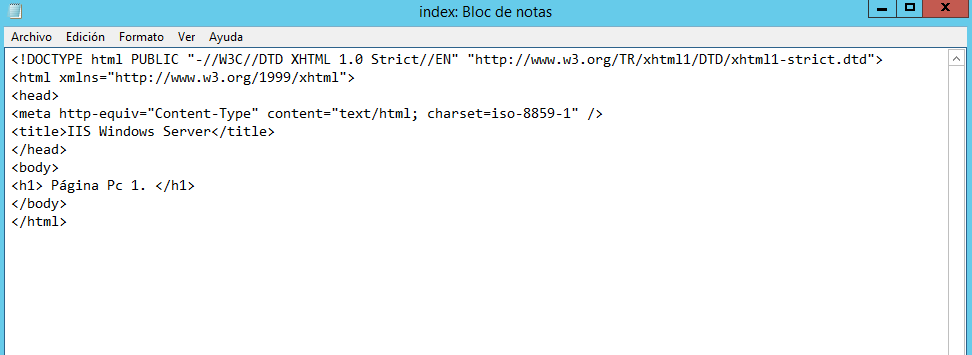 index: Bloc de notas
Archivo Edición Formato Ver Ayuda
<!DOCTYPE html PUBLIC "-//W3C//DTD XHTML 1.0 Strict//EN" "http://www.w3.org/TR/xhtml1/DTD/xhtml1-strict.dtd">
<html xmlns="http://www.w3.org/1999/xhtml">
<head>
<meta http-equiv="Content-Type" content="text/html; charset=iso-8859-1" />
<title>IIS Windows Server</title>
</head>
<body>
<h1> Página Pc 1. </h1>
</body>
</html>